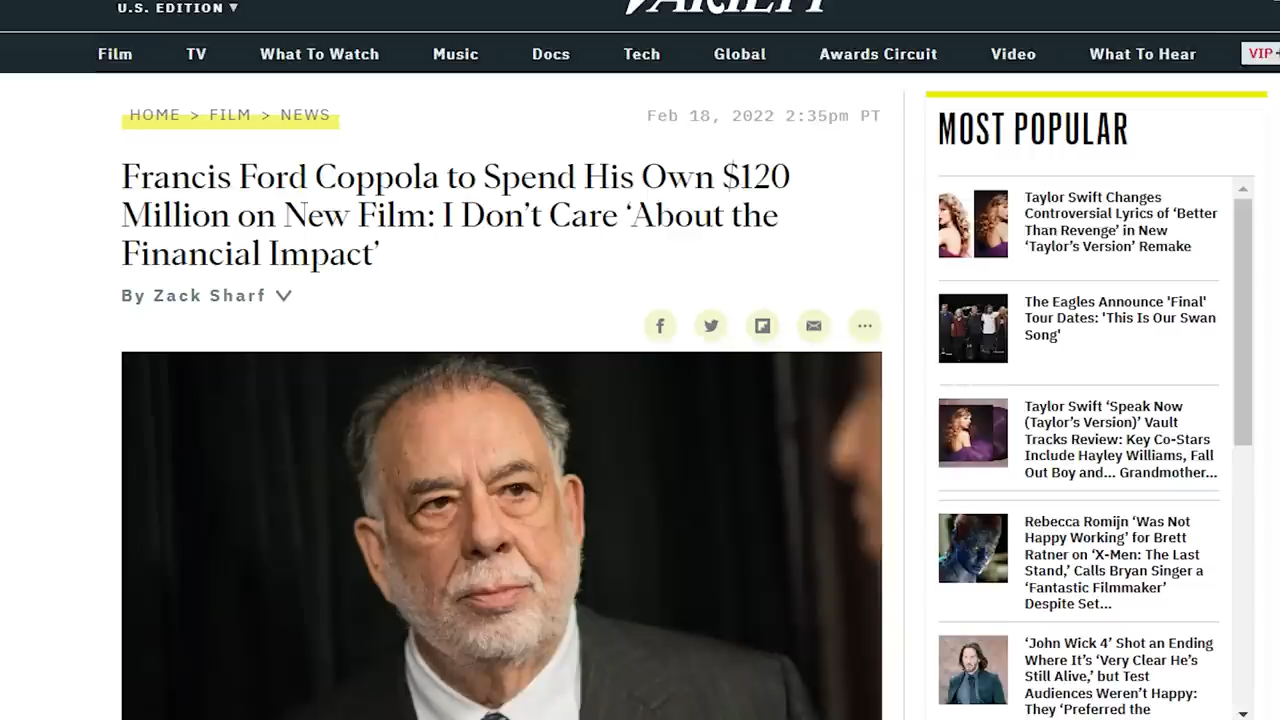 U.S. EDITION ▾
VARIETY
Film TV What To Watch Music Docs Tech Global Awards Circuit Video What To Hear VIP+
HOME > FILM > NEWS
Feb 18, 2022 2:35pm PT
Francis Ford Coppola to Spend His Own $120
Million on New Film: I Don’t Care ‘About the
Financial Impact’
By Zack Sharf
MOST POPULAR
Taylor Swift Changes
Controversial Lyrics of ‘Better
Than Revenge’ in New
‘Taylor’s Version’ Remake
The Eagles Announce 'Final'
Tour Dates: 'This Is Our Swan
Song'
Taylor Swift ‘Speak Now
(Taylor’s Version)’ Vault
Tracks Review: Key Co-Stars
Include Hayley Williams, Fall
Out Boy and... Grandmother...
Rebecca Romijn ‘Was Not
Happy Working’ for Brett
Ratner on ‘X-Men: The Last
Stand,’ Calls Bryan Singer a
‘Fantastic Filmmaker’
Despite Set...
‘John Wick 4’ Shot an Ending
Where It’s ‘Very Clear He’s
Still Alive,’ but Test
Audiences Weren’t Happy:
They ‘Preferred the